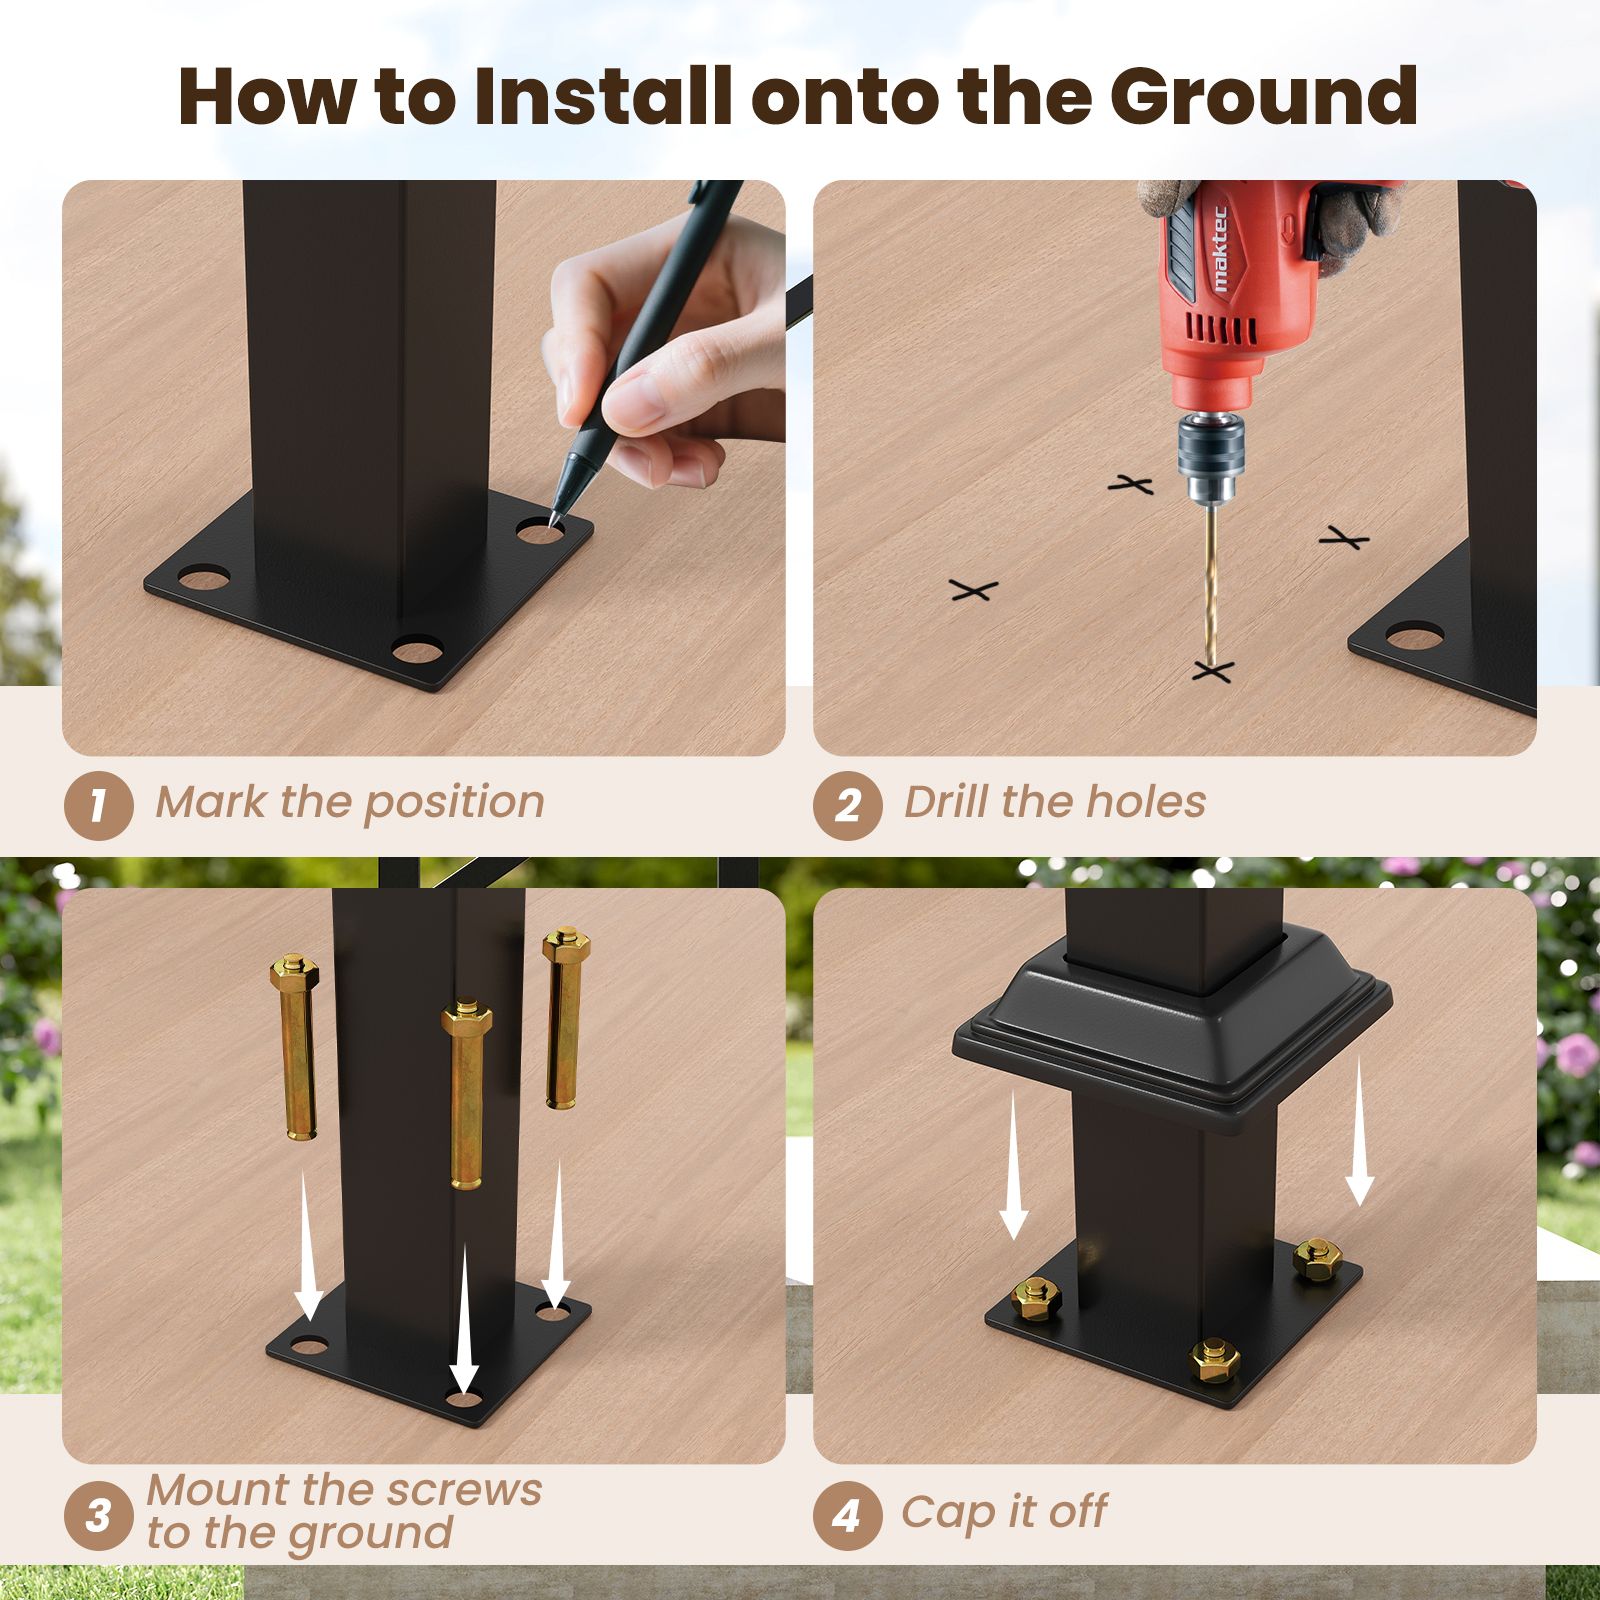 How to Install onto the Ground
maktec
1 Mark the position
2 Drill the holes
3 Mount the screws
to the ground
4 Cap it off